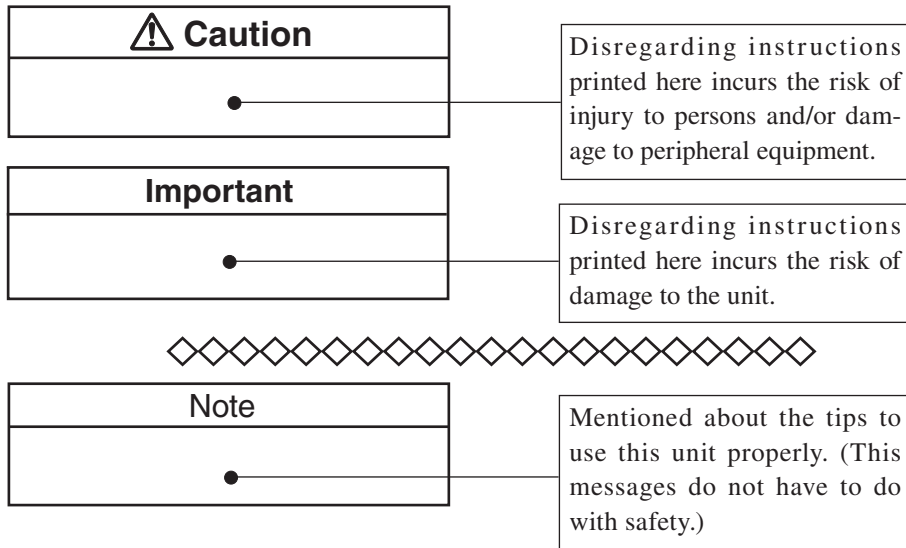 Caution
Disregarding instructions
printed here incurs the risk of
injury to persons and/or dam-
age to peripheral equipment.
Important
Disregarding instructions
printed here incurs the risk of
damage to the unit.
Note
Mentioned about the tips to
use this unit properly. (This
messages do not have to do
with safety.)